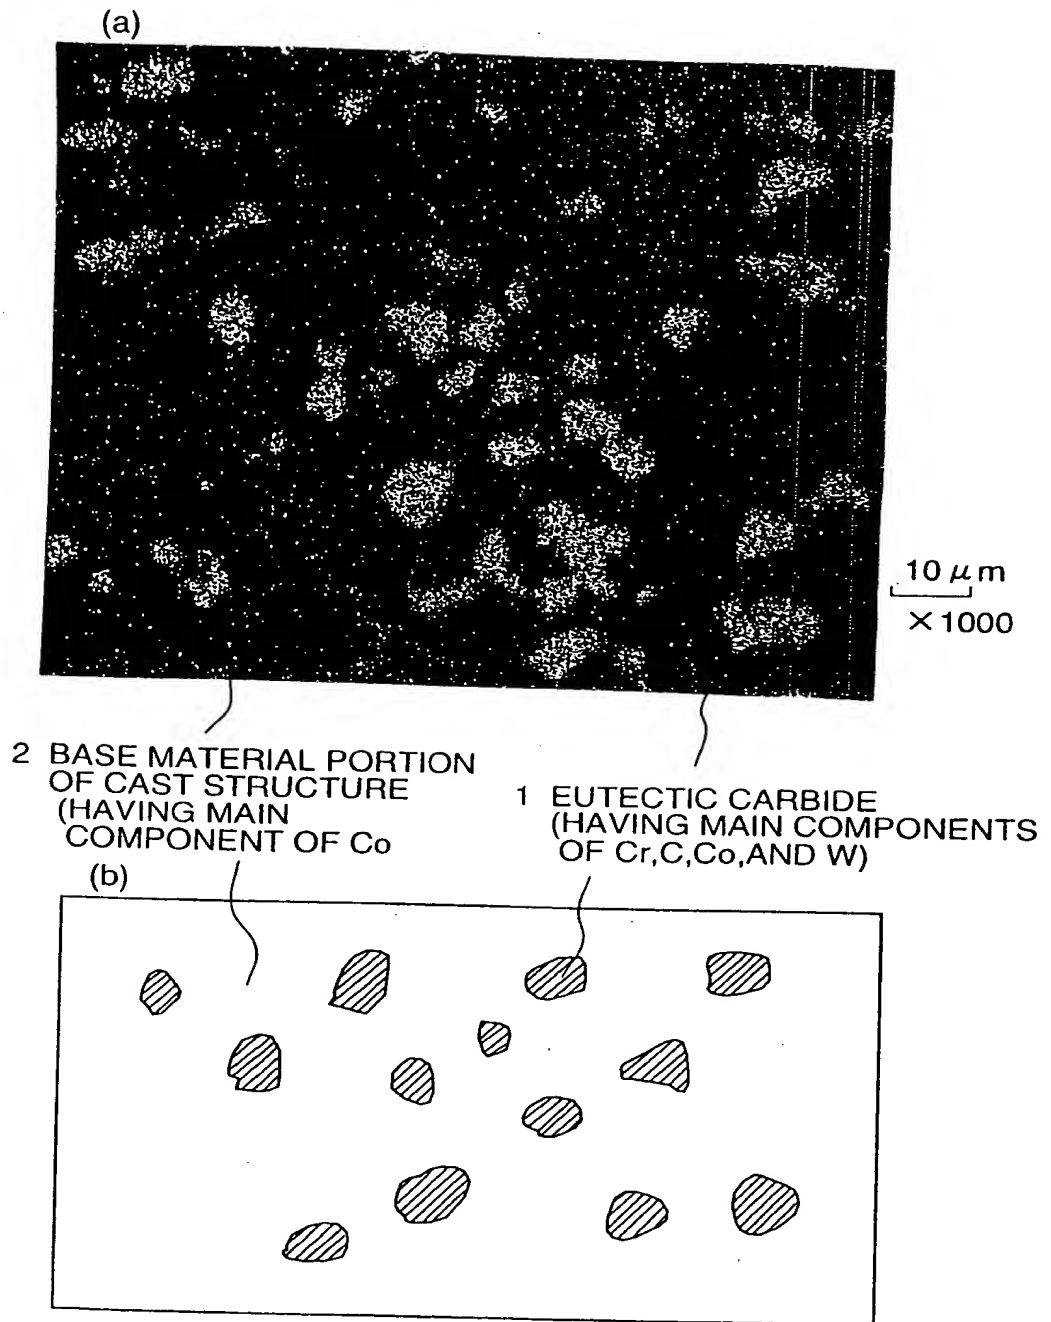 (a)
10 μm
×1000
2 BASE MATERIAL PORTION
OF CAST STRUCTURE
(HAVING MAIN
COMPONENT OF Co
1 EUTECTIC CARBIDE
(HAVING MAIN COMPONENTS
OF Cr,C,Co,AND W)
(b)